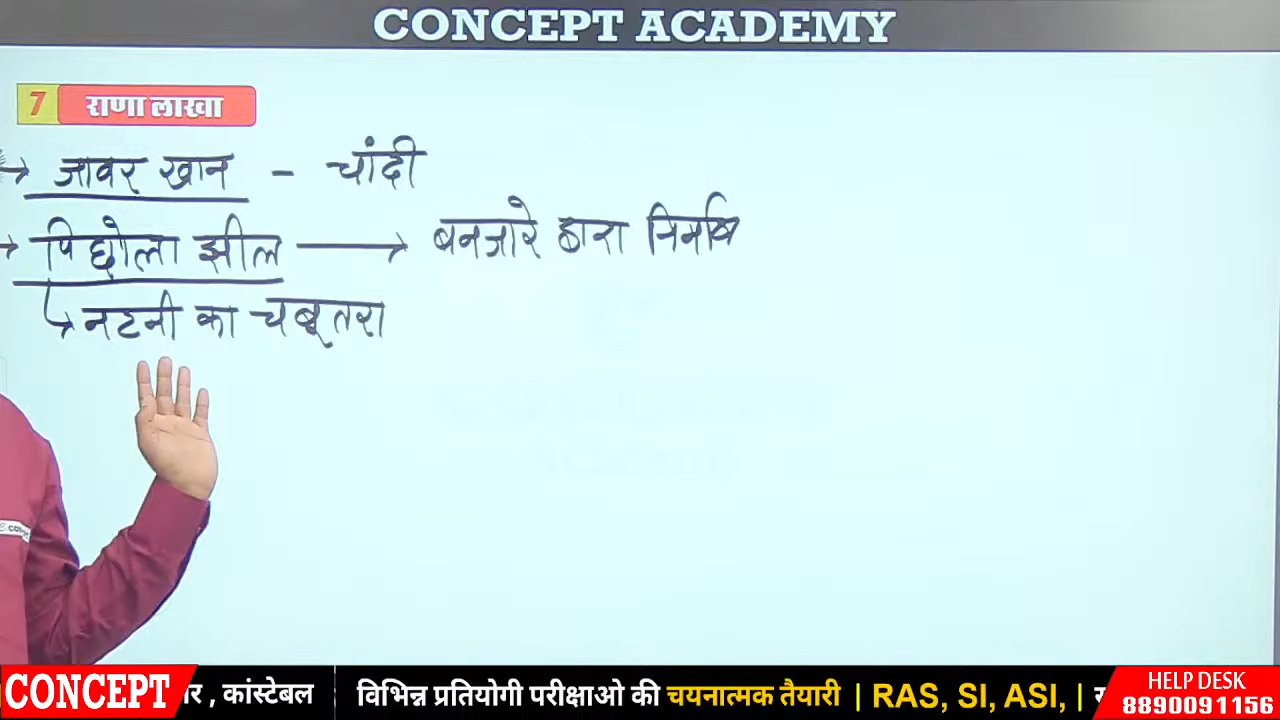 CONCEPT ACADEMY
7 राणा लाखा
→ जावर खान - चांदी
→ पिछोला झील → बनजारे द्वारा
↳ नटनी का चबूतरा
CONCEPT
कांस्टेबल | विभिन्न प्रतियोगी परीक्षाओ की चयनात्मक तैयारी | RAS, SI, ASI, |
HELP DESK
8890091156